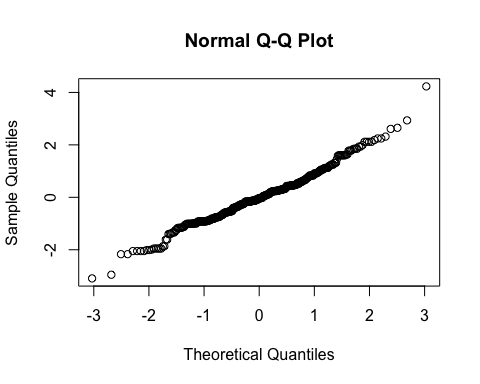 Normal Q-Q Plot
4
2
0
-2
Sample Quantiles
-3 -2 -1 0 1 2 3
Theoretical Quantiles